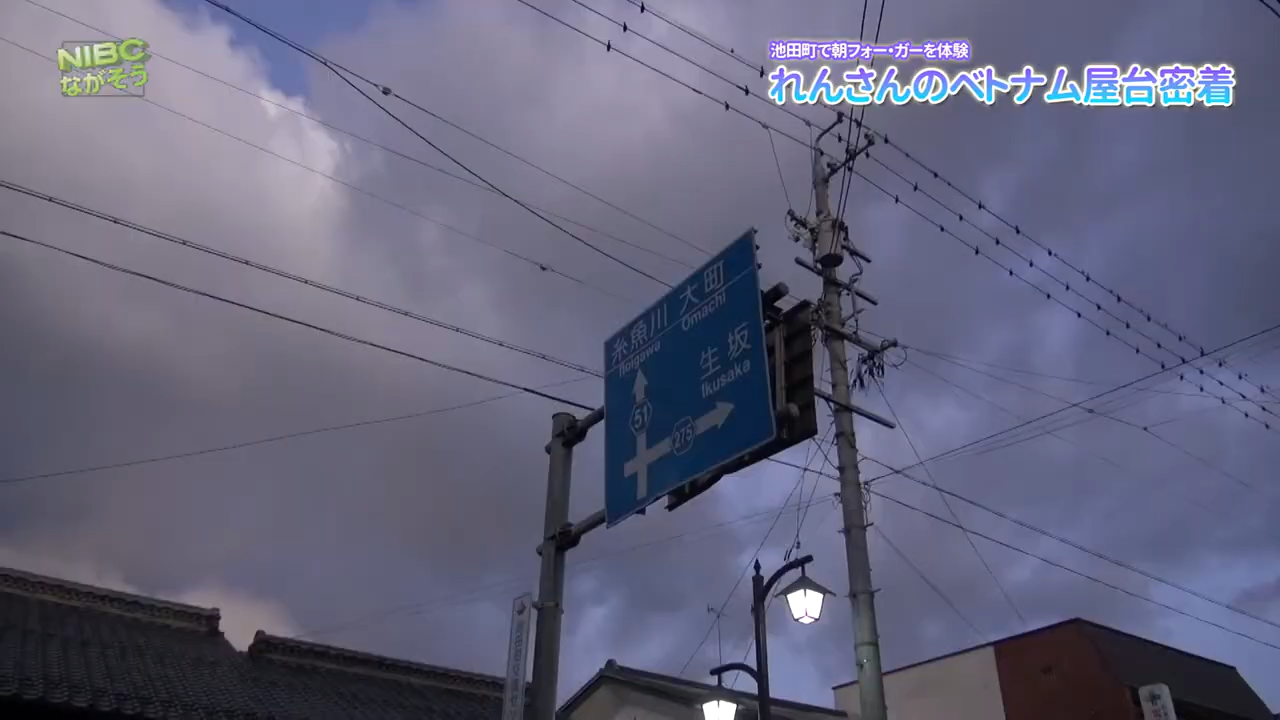 NIBC
ながそう
池田町で朝フォー・ガーを体験
れんさんのベトナム屋台密着
糸魚川 大町
Itoigawa Omachi
生坂
Ikusaka
51
275